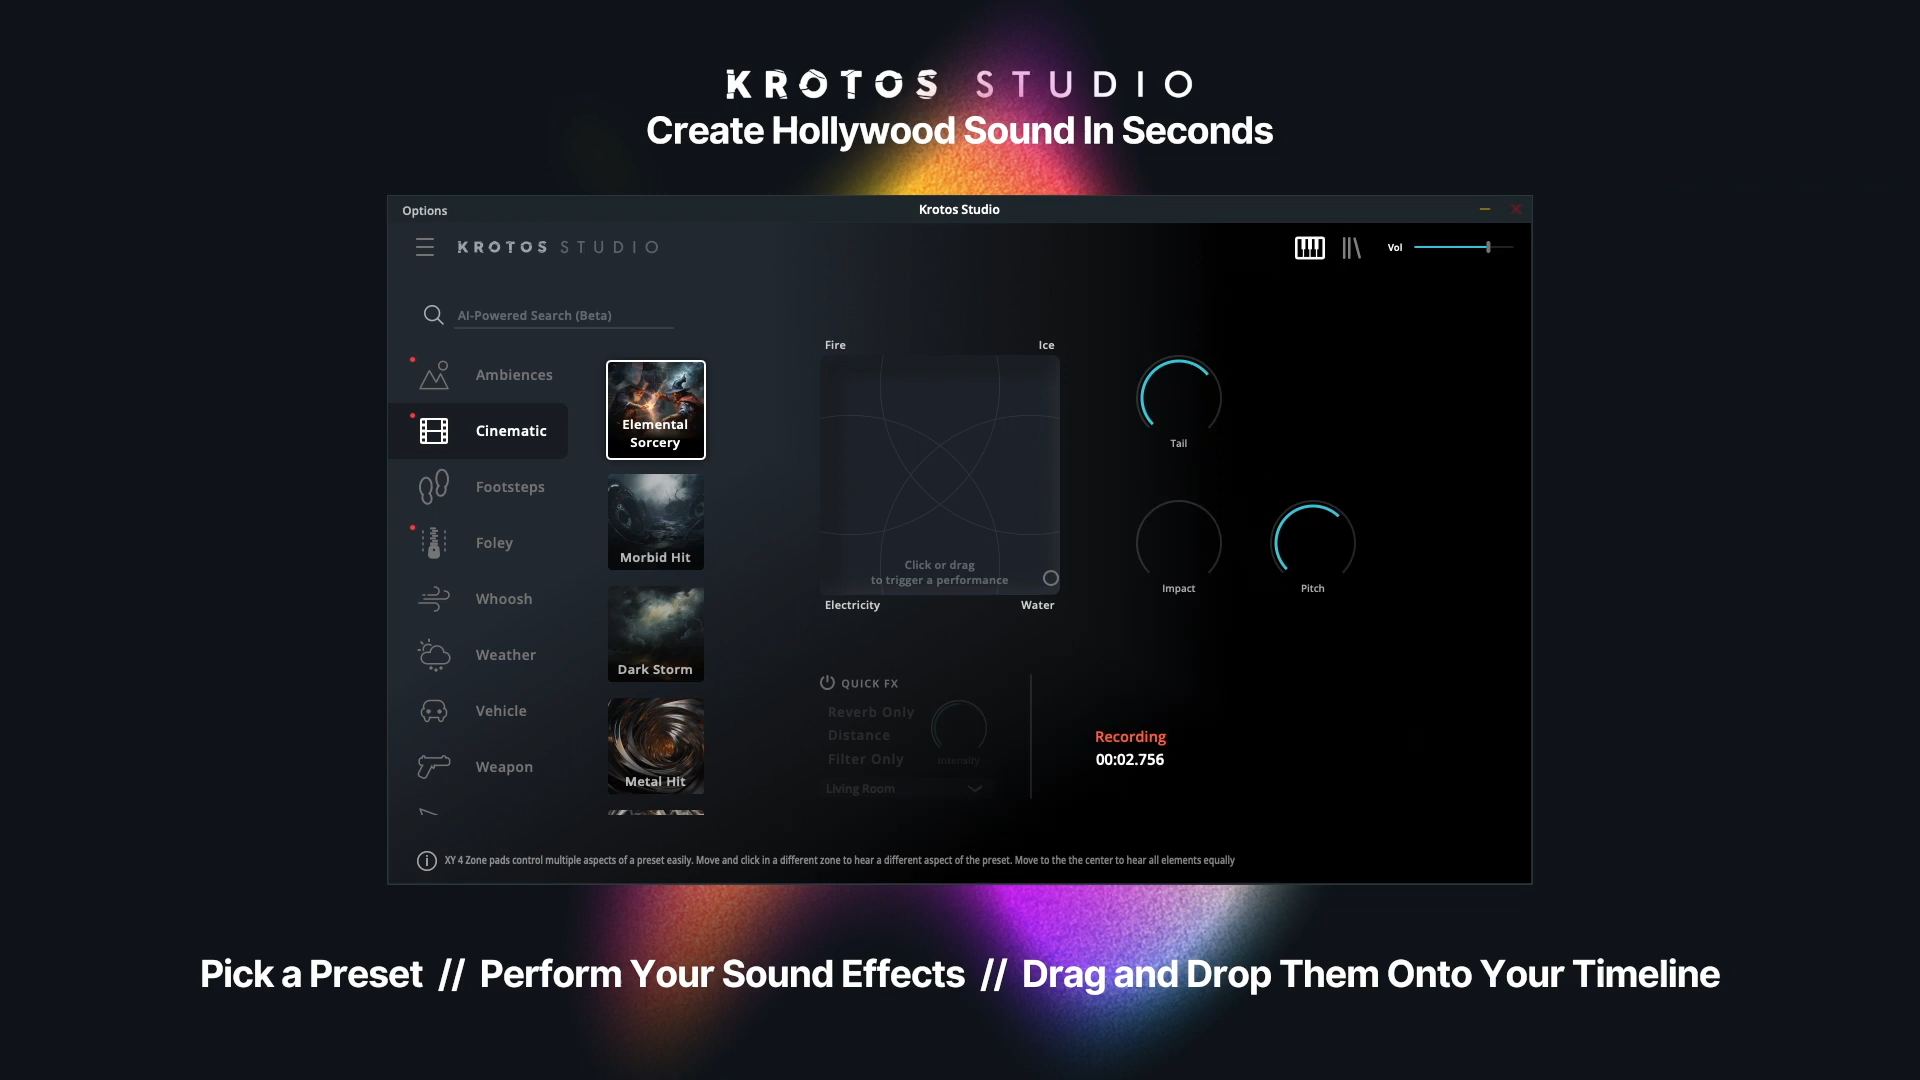 KROTOS STUDIO
Create Hollywood Sound In Seconds
Options
Krotos Studio
KROTOS STUDIO
Vol
AI-Powered Search (Beta)
Ambiences
Cinematic
Footsteps
Foley
Whoosh
Weather
Vehicle
Weapon
Elemental
Sorcery
Morbid Hit
Dark Storm
Metal Hit
Fire
Ice
Click or drag
to trigger a performance
Electricity
Water
Tail
Impact
Pitch
QUICK FX
Reverb Only
Distance
Filter Only
Intensity
Living Room
Recording
00:02.756
XY 4 Zone pads control multiple aspects of a preset easily. Move and click in a different zone to hear a different aspect of the preset. Move to the the center to hear all elements equally
Pick a Preset // Perform Your Sound Effects // Drag and Drop Them Onto Your Timeline